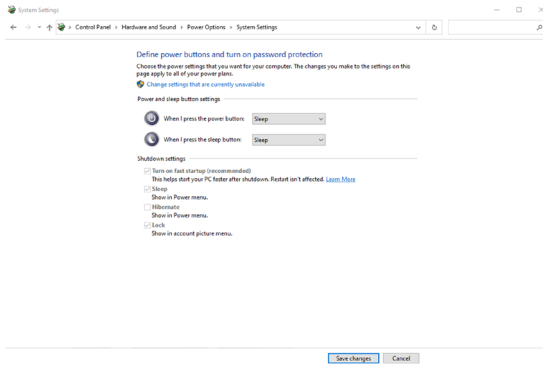 System Settings
Control Panel > Hardware and Sound > Power Options > System Settings
Define power buttons and turn on password protection
Choose the power settings that you want for your computer. The changes you make to the settings on this
page apply to all of your power plans.
Change settings that are currently unavailable
Power and sleep button settings
When I press the power button: Sleep
When I press the sleep button: Sleep
Shutdown settings
Turn on fast startup (recommended)
This helps start your PC faster after shutdown. Restart isn't affected. Learn More
Sleep
Show in Power menu.
Hibernate
Show in Power menu.
Lock
Show in account picture menu.
Save changes Cancel